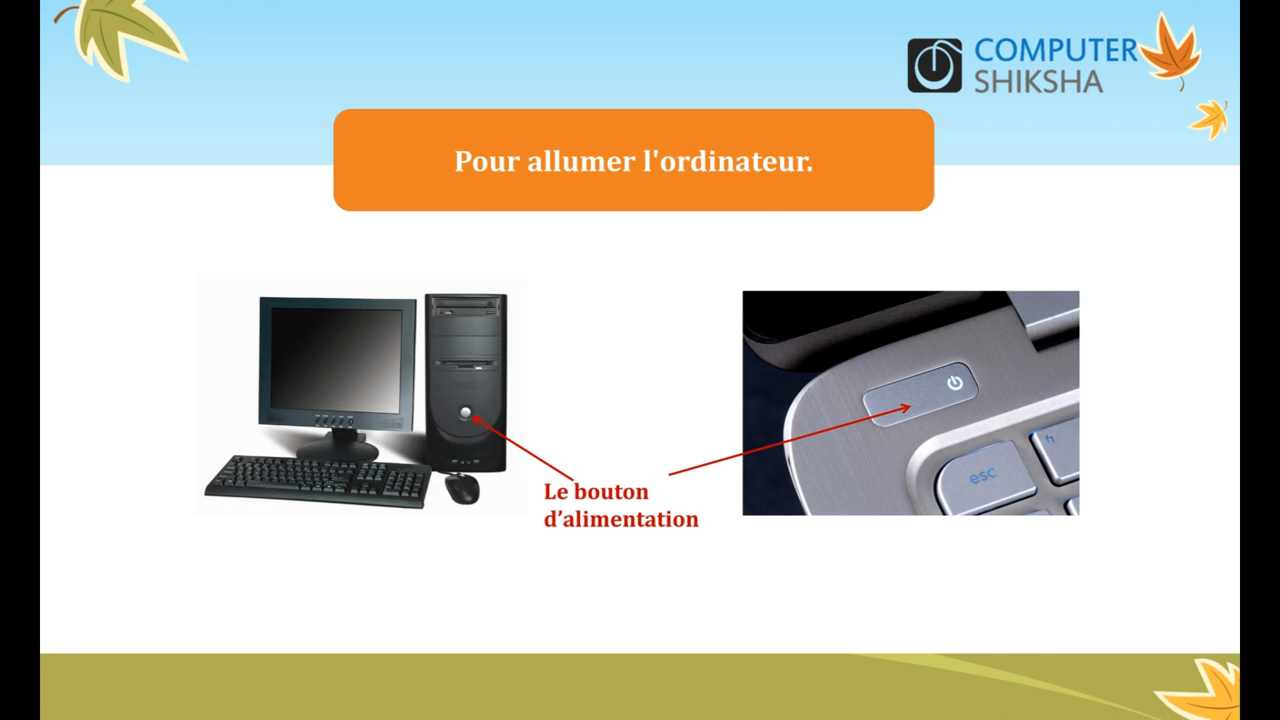 COMPUTER
SHIKSHA
Pour allumer l'ordinateur.
Le bouton
d’alimentation
esc
h